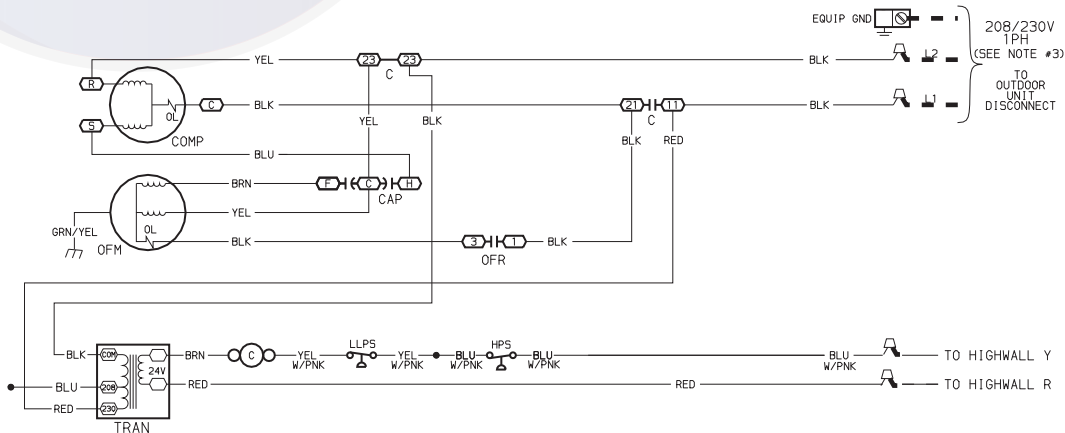 EQUIP GND
208/230V
1PH
(SEE NOTE #3)
TO
OUTDOOR
UNIT
DISCONNECT
YEL 23 C 23 BLK L2
R
S
OL
COMP
C BLK 21 C 11 BLK L1
YEL BLK BLK RED
BLU
BRN F C H
CAP
YEL
OL
GRN/YEL
OFM
BLK 3 1 BLK
OFR
BLK COM BRN C YEL W/PNK LLPS YEL W/PNK BLU W/PNK HPS BLU W/PNK BLU W/PNK TO HIGHWALL Y
24V
BLU 208 RED RED TO HIGHWALL R
RED 230
TRAN